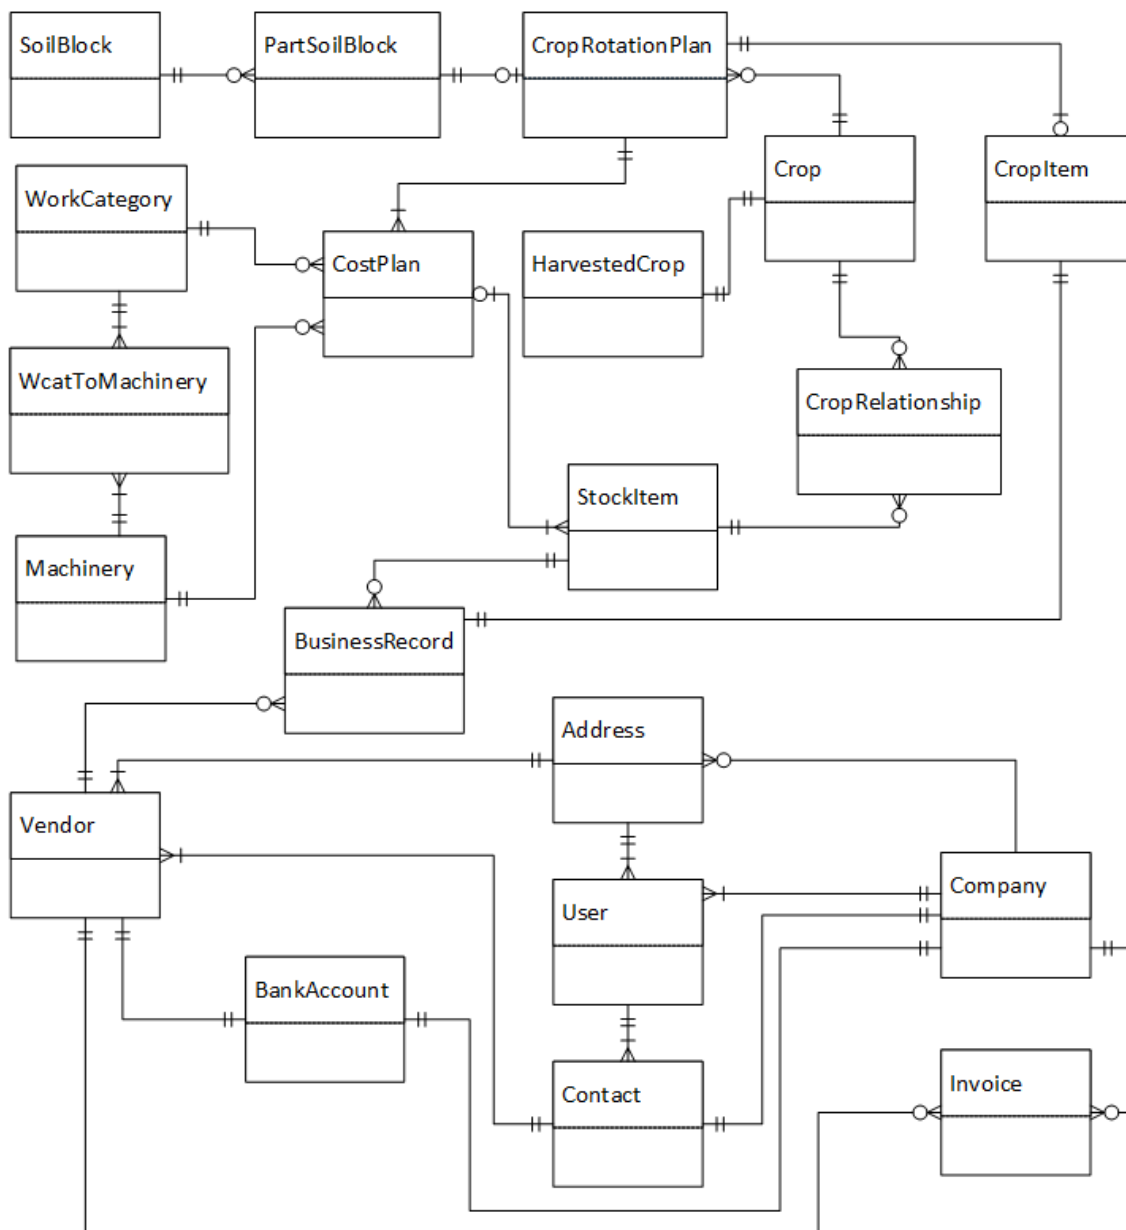 SoilBlock
PartSoilBlock
CropRotationPlan
WorkCategory
Crop
CropItem
CostPlan
HarvestedCrop
WcatToMachinery
CropRelationship
StockItem
Machinery
BusinessRecord
Address
Vendor
User
Company
BankAccount
Contact
Invoice